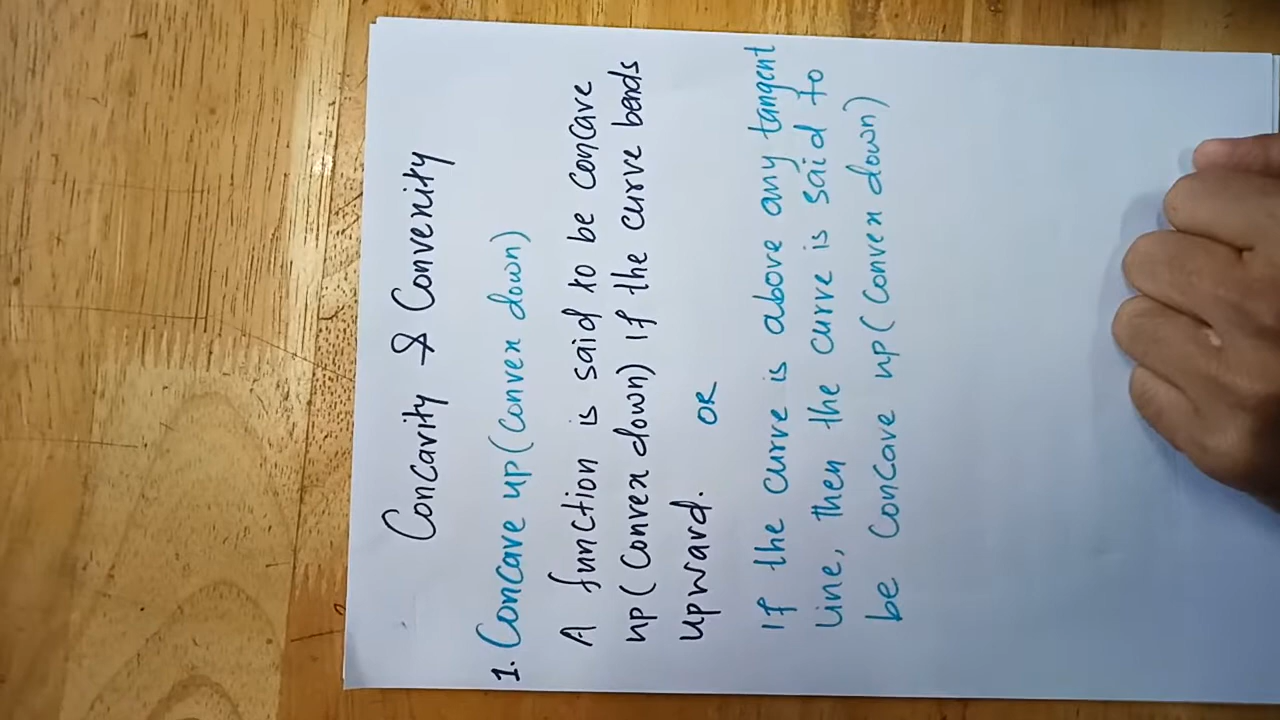 Concavity & Convexity
1. Concave up (Convex down)
A function is said to be concave
up (Convex down) if the curve bends
upward.
OR
If the curve is above any tangent
line, then the curve is said to
be Concave up (Convex down)